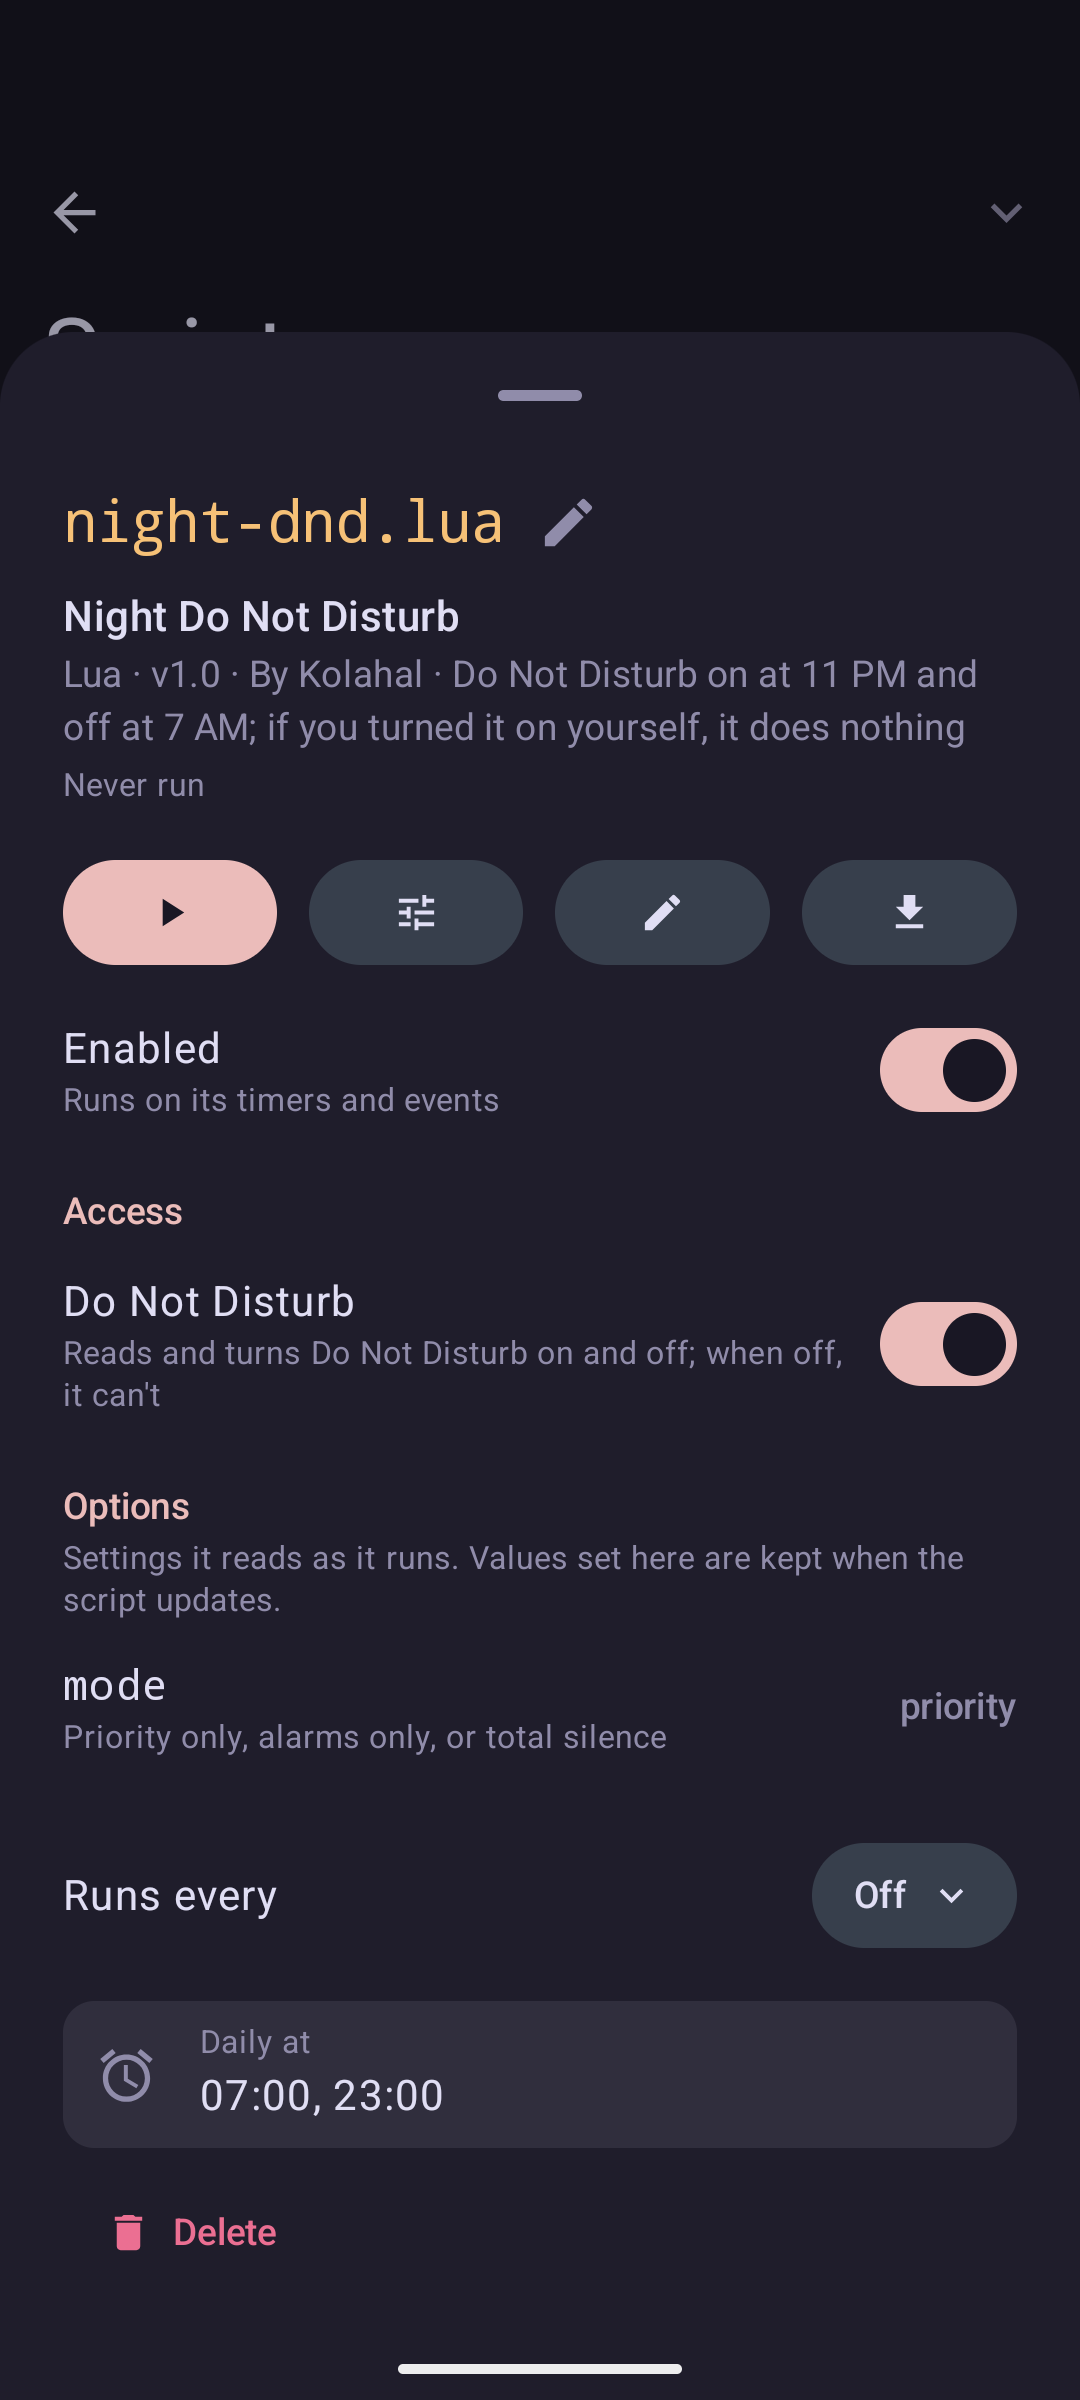 night-dnd.lua
Night Do Not Disturb
Lua · v1.0 · By Kolahal · Do Not Disturb on at 11 PM and
off at 7 AM; if you turned it on yourself, it does nothing
Never run
Enabled
Runs on its timers and events
Access
Do Not Disturb
Reads and turns Do Not Disturb on and off; when off,
it can't
Options
Settings it reads as it runs. Values set here are kept when the
script updates.
mode
priority
Priority only, alarms only, or total silence
Runs every
Off
Daily at
07:00, 23:00
Delete